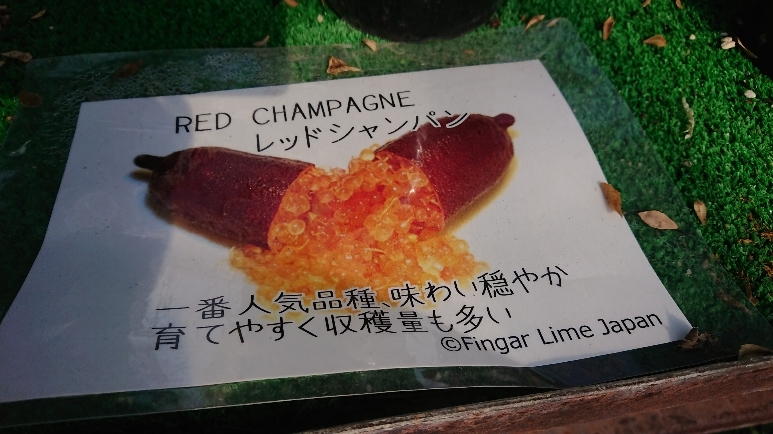 RED CHAMPAGNE
レッドシャンパン
一番人気品種、味わい穏やか
育てやすく収穫量も多い
©Fingar Lime Japan